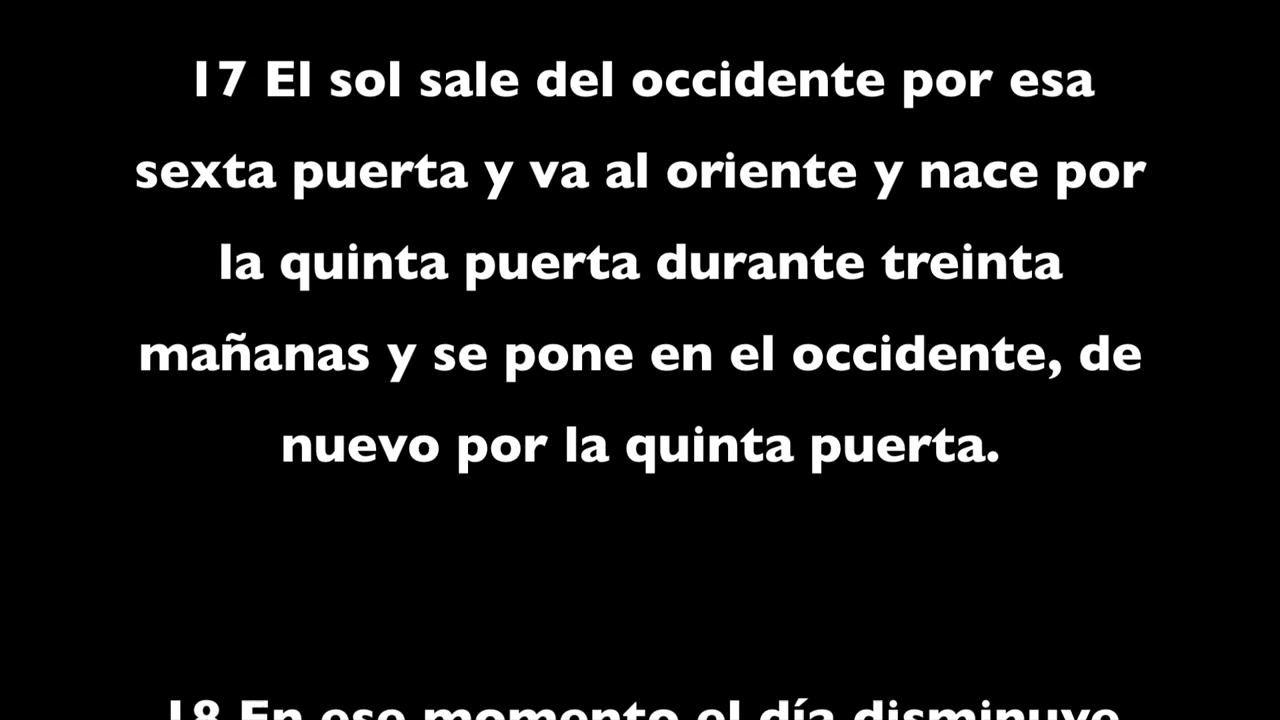 17 El sol sale del occidente por esa
sexta puerta y va al oriente y nace por
la quinta puerta durante treinta
mañanas y se pone en el occidente, de
nuevo por la quinta puerta.
18 En ese momento el día disminuye